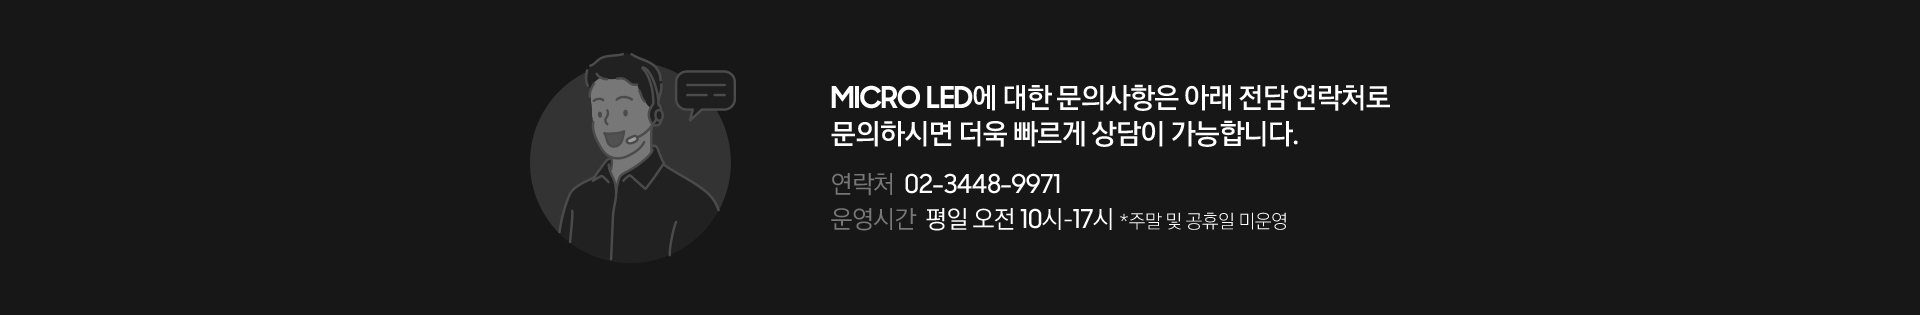 MICRO LED에 대한 문의사항은 아래 전담 연락처로
문의하시면 더욱 빠르게 상담이 가능합니다.
연락처 02-3448-9971
운영시간 평일 오전 10시-17시 *주말 및 공휴일 미운영